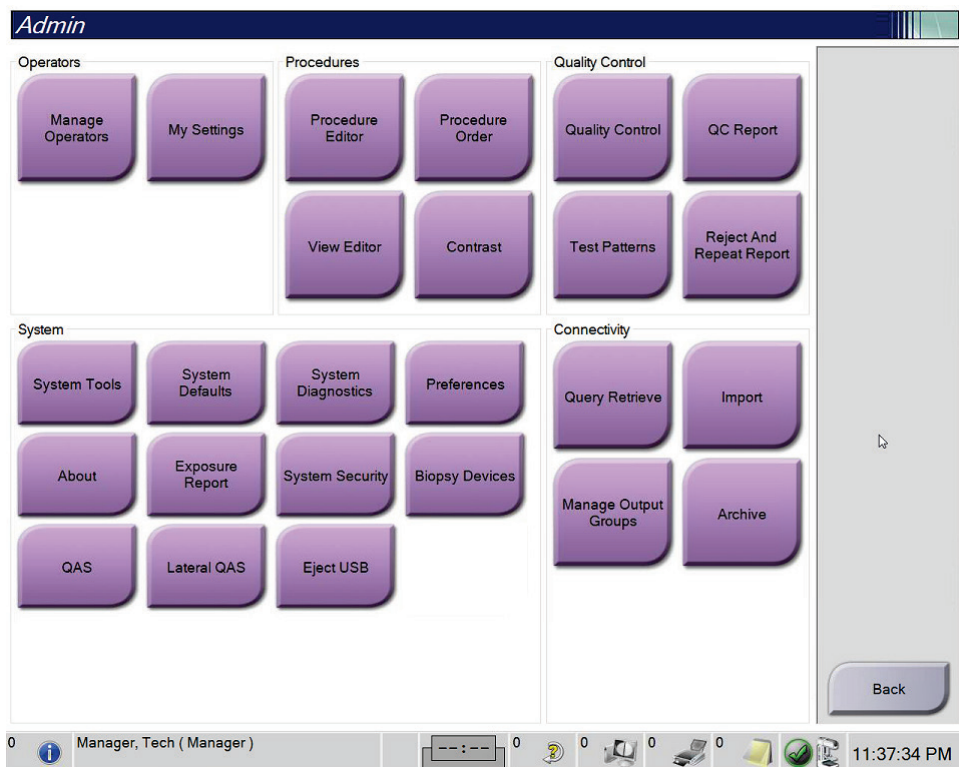 Admin
Operators
Manage
Operators
My Settings
Procedures
Procedure
Editor
Procedure
Order
View Editor
Contrast
Quality Control
Quality Control
QC Report
Test Patterns
Reject And
Repeat Report
System
System Tools
System
Defaults
System
Diagnostics
Preferences
About
Exposure
Report
System Security
Biopsy Devices
QAS
Lateral QAS
Eject USB
Connectivity
Query Retrieve
Import
Manage Output
Groups
Archive
Back
0
Manager, Tech ( Manager )
--:--
0
0
0
0
11:37:34 PM